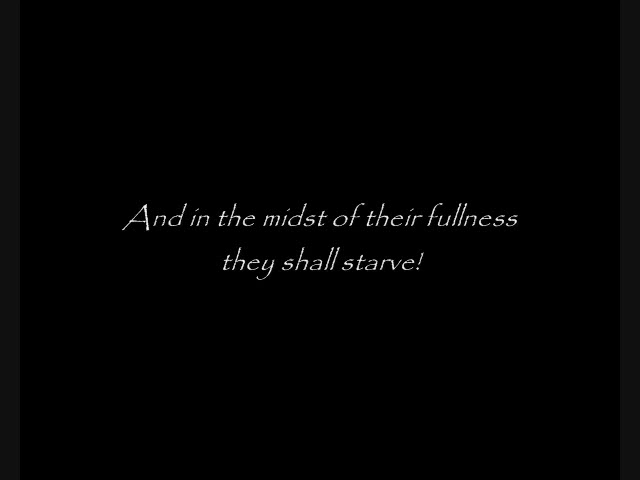 And in the midst of their fullness
they shall starve!